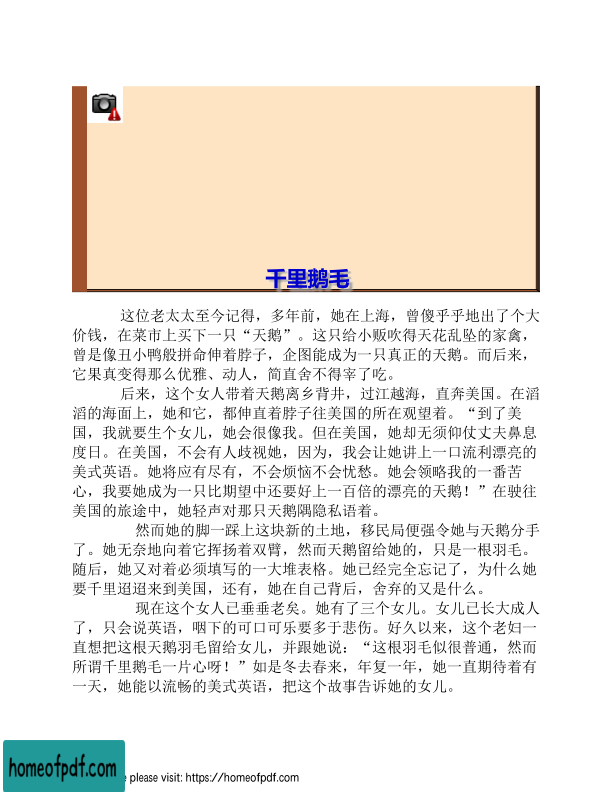 千里鹅毛
这位老太太至今记得，多年前，她在上海，曾傻乎乎地出了个大
价钱，在菜市上买下一只“天鹅”。这只给小贩吹得天花乱坠的家禽，
曾是像丑小鸭般拼命伸着脖子，企图能成为一只真正的天鹅。而后来，
它果真变得那么优雅、动人，简直舍不得宰了吃。
后来，这个女人带着天鹅离乡背井，过江越海，直奔美国。在滔
滔的海面上，她和它，都伸直着脖子往美国的所在观望着。“到了美
国，我就要生个女儿，她会很像我。但在美国，她却无须仰仗丈夫鼻息
度日。在美国，不会有人歧视她，因为，我会让她讲上一口流利漂亮的
美式英语。她将应有尽有，不会烦恼不会忧愁。她会领略我的一番苦
心，我要她成为一只比期望中还要好上一百倍的漂亮的天鹅！”在驶往
美国的旅途中，她轻声对那只天鹅隅隐私语着。
然而她的脚一踩上这块新的土地，移民局便强令她与天鹅分手
了。她无奈地向着它挥扬着双臂，然而天鹅留给她的，只是一根羽毛。
随后，她又对着必须填写的一大堆表格。她已经完全忘记了，为什么她
要千里迢迢来到美国，还有，她在自己背后，舍弃的又是什么。
现在这个女人已垂垂老矣。她有了三个女儿。女儿已长大成人
了，只会说英语，咽下的可口可乐要多于悲伤。好久以来，这个老妇一
直想把这根天鹅羽毛留给女儿，并跟她说：“这根羽毛似很普通，然而
所谓千里鹅毛一片心呀！”如是冬去春来，年复一年，她一直期待着有
一天，她能以流畅的美式英语，把这个故事告诉她的女儿。
homeofpdf.com
e please visit: https://homeofpdf.com